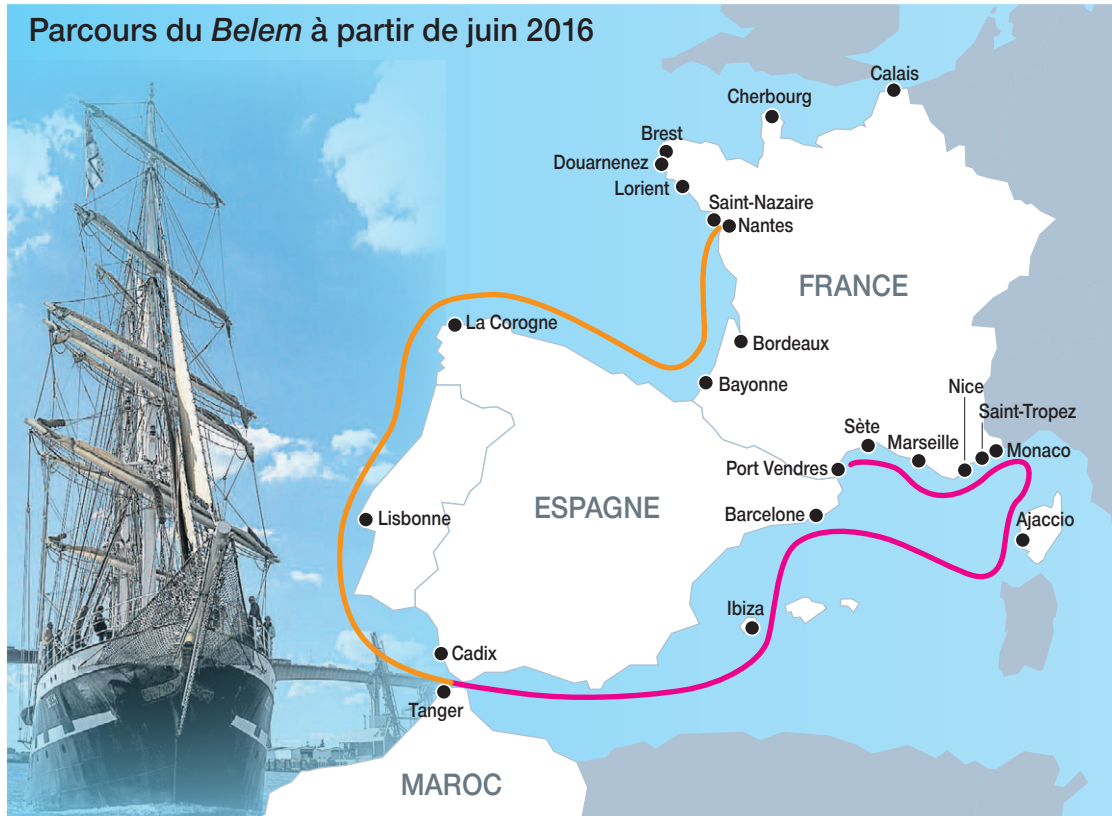 Parcours du Belem à partir de juin 2016
Calais
Cherbourg
Brest
Douarnenez
Lorient
Saint-Nazaire
Nantes
FRANCE
La Corogne
Bordeaux
Bayonne
Nice
Saint-Tropez
Sète
Marseille
Monaco
Port Vendres
ESPAGNE
Barcelone
Lisbonne
Ajaccio
Ibiza
Cadix
Tanger
MAROC